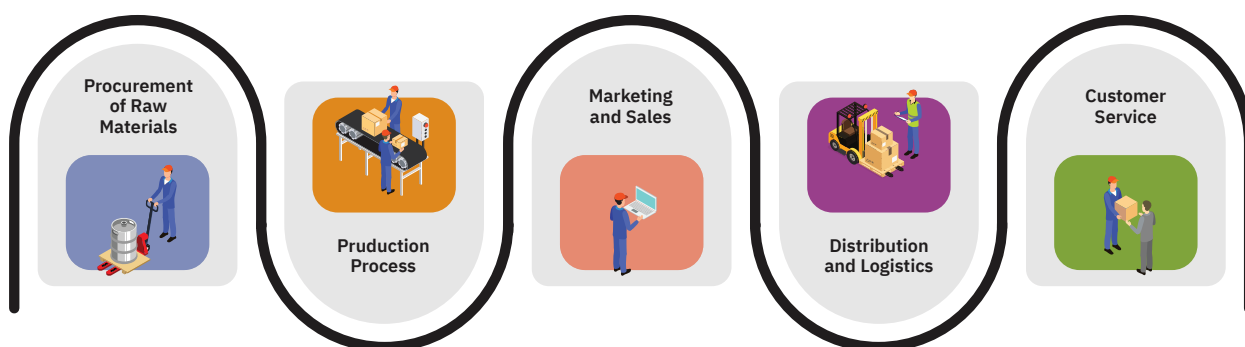 Procurement
of Raw
Materials
Pruduction
Process
Marketing
and Sales
Distribution
and Logistics
Customer
Service